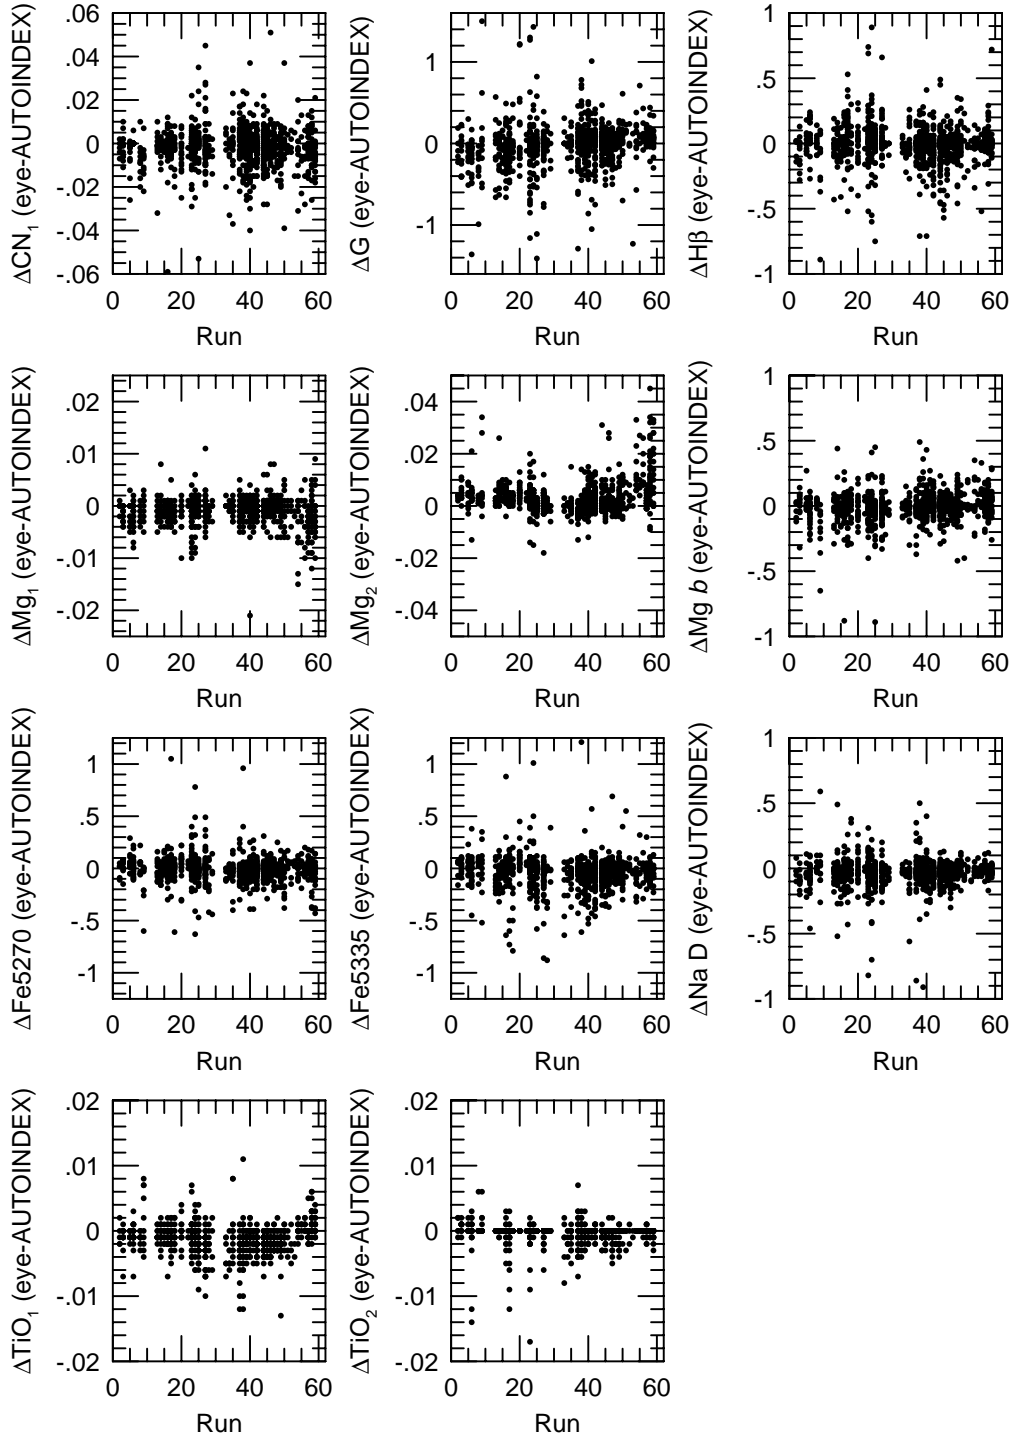 ΔCN₁ (eye-AUTOINDEX)
.06
.04
.02
0
-.02
-.04
-.06
0 20 40 60
Run
ΔG (eye-AUTOINDEX)
1
0
-1
0 20 40 60
Run
ΔHβ (eye-AUTOINDEX)
1
.5
0
-.5
-1
0 20 40 60
Run
ΔMg₁ (eye-AUTOINDEX)
.02
.01
0
-.01
-.02
0 20 40 60
Run
ΔMg₂ (eye-AUTOINDEX)
.04
.02
0
-.02
-.04
0 20 40 60
Run
ΔMg b (eye-AUTOINDEX)
1
.5
0
-.5
-1
0 20 40 60
Run
ΔFe5270 (eye-AUTOINDEX)
1
.5
0
-.5
-1
0 20 40 60
Run
ΔFe5335 (eye-AUTOINDEX)
1
.5
0
-.5
-1
0 20 40 60
Run
ΔNa D (eye-AUTOINDEX)
1
.5
0
-.5
-1
0 20 40 60
Run
ΔTiO₁ (eye-AUTOINDEX)
.02
.01
0
-.01
-.02
0 20 40 60
Run
ΔTiO₂ (eye-AUTOINDEX)
.02
.01
0
-.01
-.02
0 20 40 60
Run